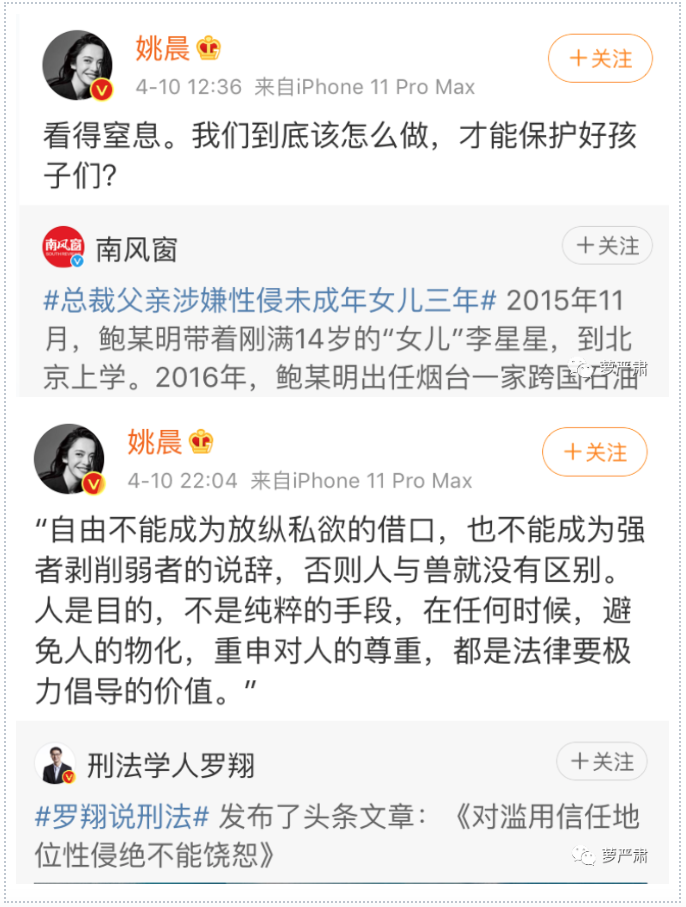 姚晨
+关注
4-10 12:36 来自iPhone 11 Pro Max
看得窒息。我们到底该怎么做，才能保护好孩
子们？
南风窗
南风窗
+关注
#总裁父亲涉嫌性侵未成年女儿三年# 2015年11
月，鲍某明带着刚满14岁的“女儿”李星星，到北
京上学。2016年，鲍某明出任烟台一家跨国石油
萝严肃
姚晨
+关注
4-10 22:04 来自iPhone 11 Pro Max
“自由不能成为放纵私欲的借口，也不能成为强
者剥削弱者的说辞，否则人与兽就没有区别。
人是目的，不是纯粹的手段，在任何时候，避
免人的物化，重申对人的尊重，都是法律要极
力倡导的价值。”
刑法学人罗翔
+关注
#罗翔说刑法# 发布了头条文章：《对滥用信任地
位性侵绝不能饶恕》
萝严肃